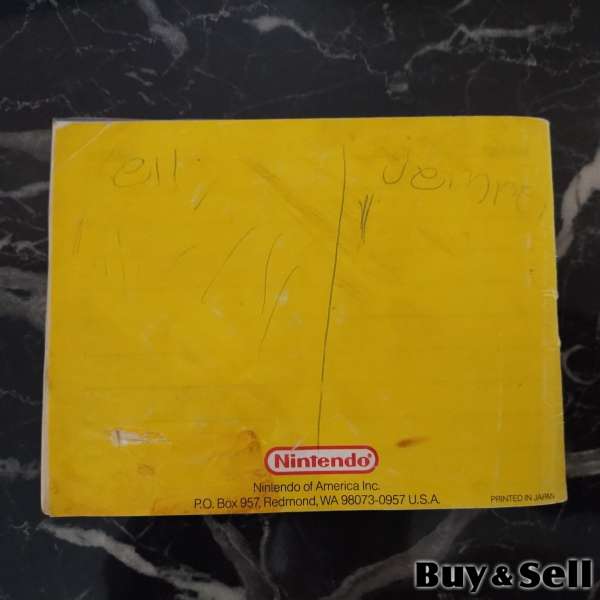 Nintendo®
Nintendo of America Inc.
P.O. Box 957, Redmond, WA 98073-0957 U.S.A.
PRINTED IN JAPAN
Buy & Sell